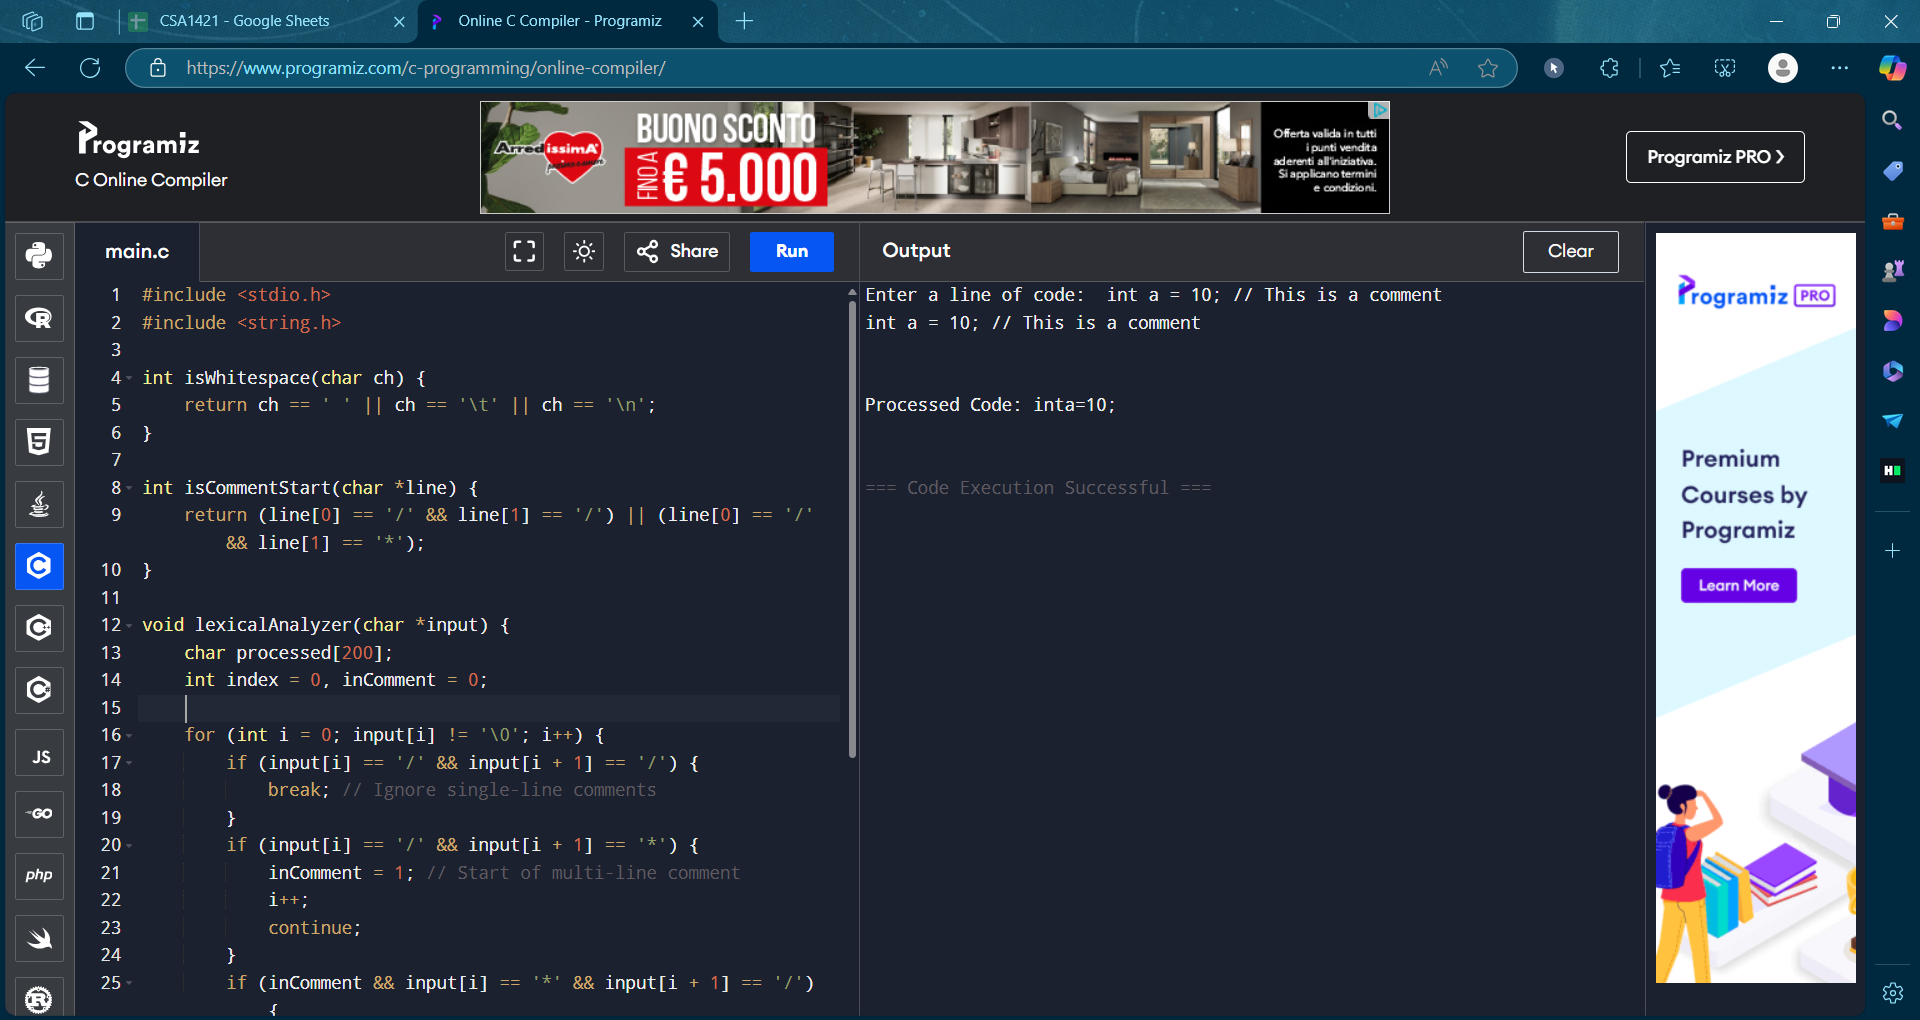 CSA1421 - Google Sheets
Online C Compiler - Programiz
https://www.programiz.com/c-programming/online-compiler/
Programiz
C Online Compiler
ArredissimA
BUONO SCONTO
FINO A € 5.000
Offerta valida in tutti
i punti vendita
aderenti all'iniziativa.
Si applicano termini
e condizioni.
Programiz PRO ❯
main.c
Share
Run
Output
Clear
1 #include <stdio.h>
2 #include <string.h>
3
4 int isWhitespace(char ch) {
5 return ch == ' ' || ch == '\t' || ch == '\n';
6 }
7
8 int isCommentStart(char *line) {
9 return (line[0] == '/' && line[1] == '/') || (line[0] == '/'
&& line[1] == '*');
10 }
11
12 void lexicalAnalyzer(char *input) {
13 char processed[200];
14 int index = 0, inComment = 0;
15
16 for (int i = 0; input[i] != '\0'; i++) {
17 if (input[i] == '/' && input[i + 1] == '/') {
18 break; // Ignore single-line comments
19 }
20 if (input[i] == '/' && input[i + 1] == '*') {
21 inComment = 1; // Start of multi-line comment
22 i++;
23 continue;
24 }
25 if (inComment && input[i] == '*' && input[i + 1] == '/')
{
Enter a line of code:  int a = 10; // This is a comment
int a = 10; // This is a comment
Processed Code: inta=10;
=== Code Execution Successful ===
JS
GO
php
Programiz PRO
Premium
Courses by
Programiz
Learn More